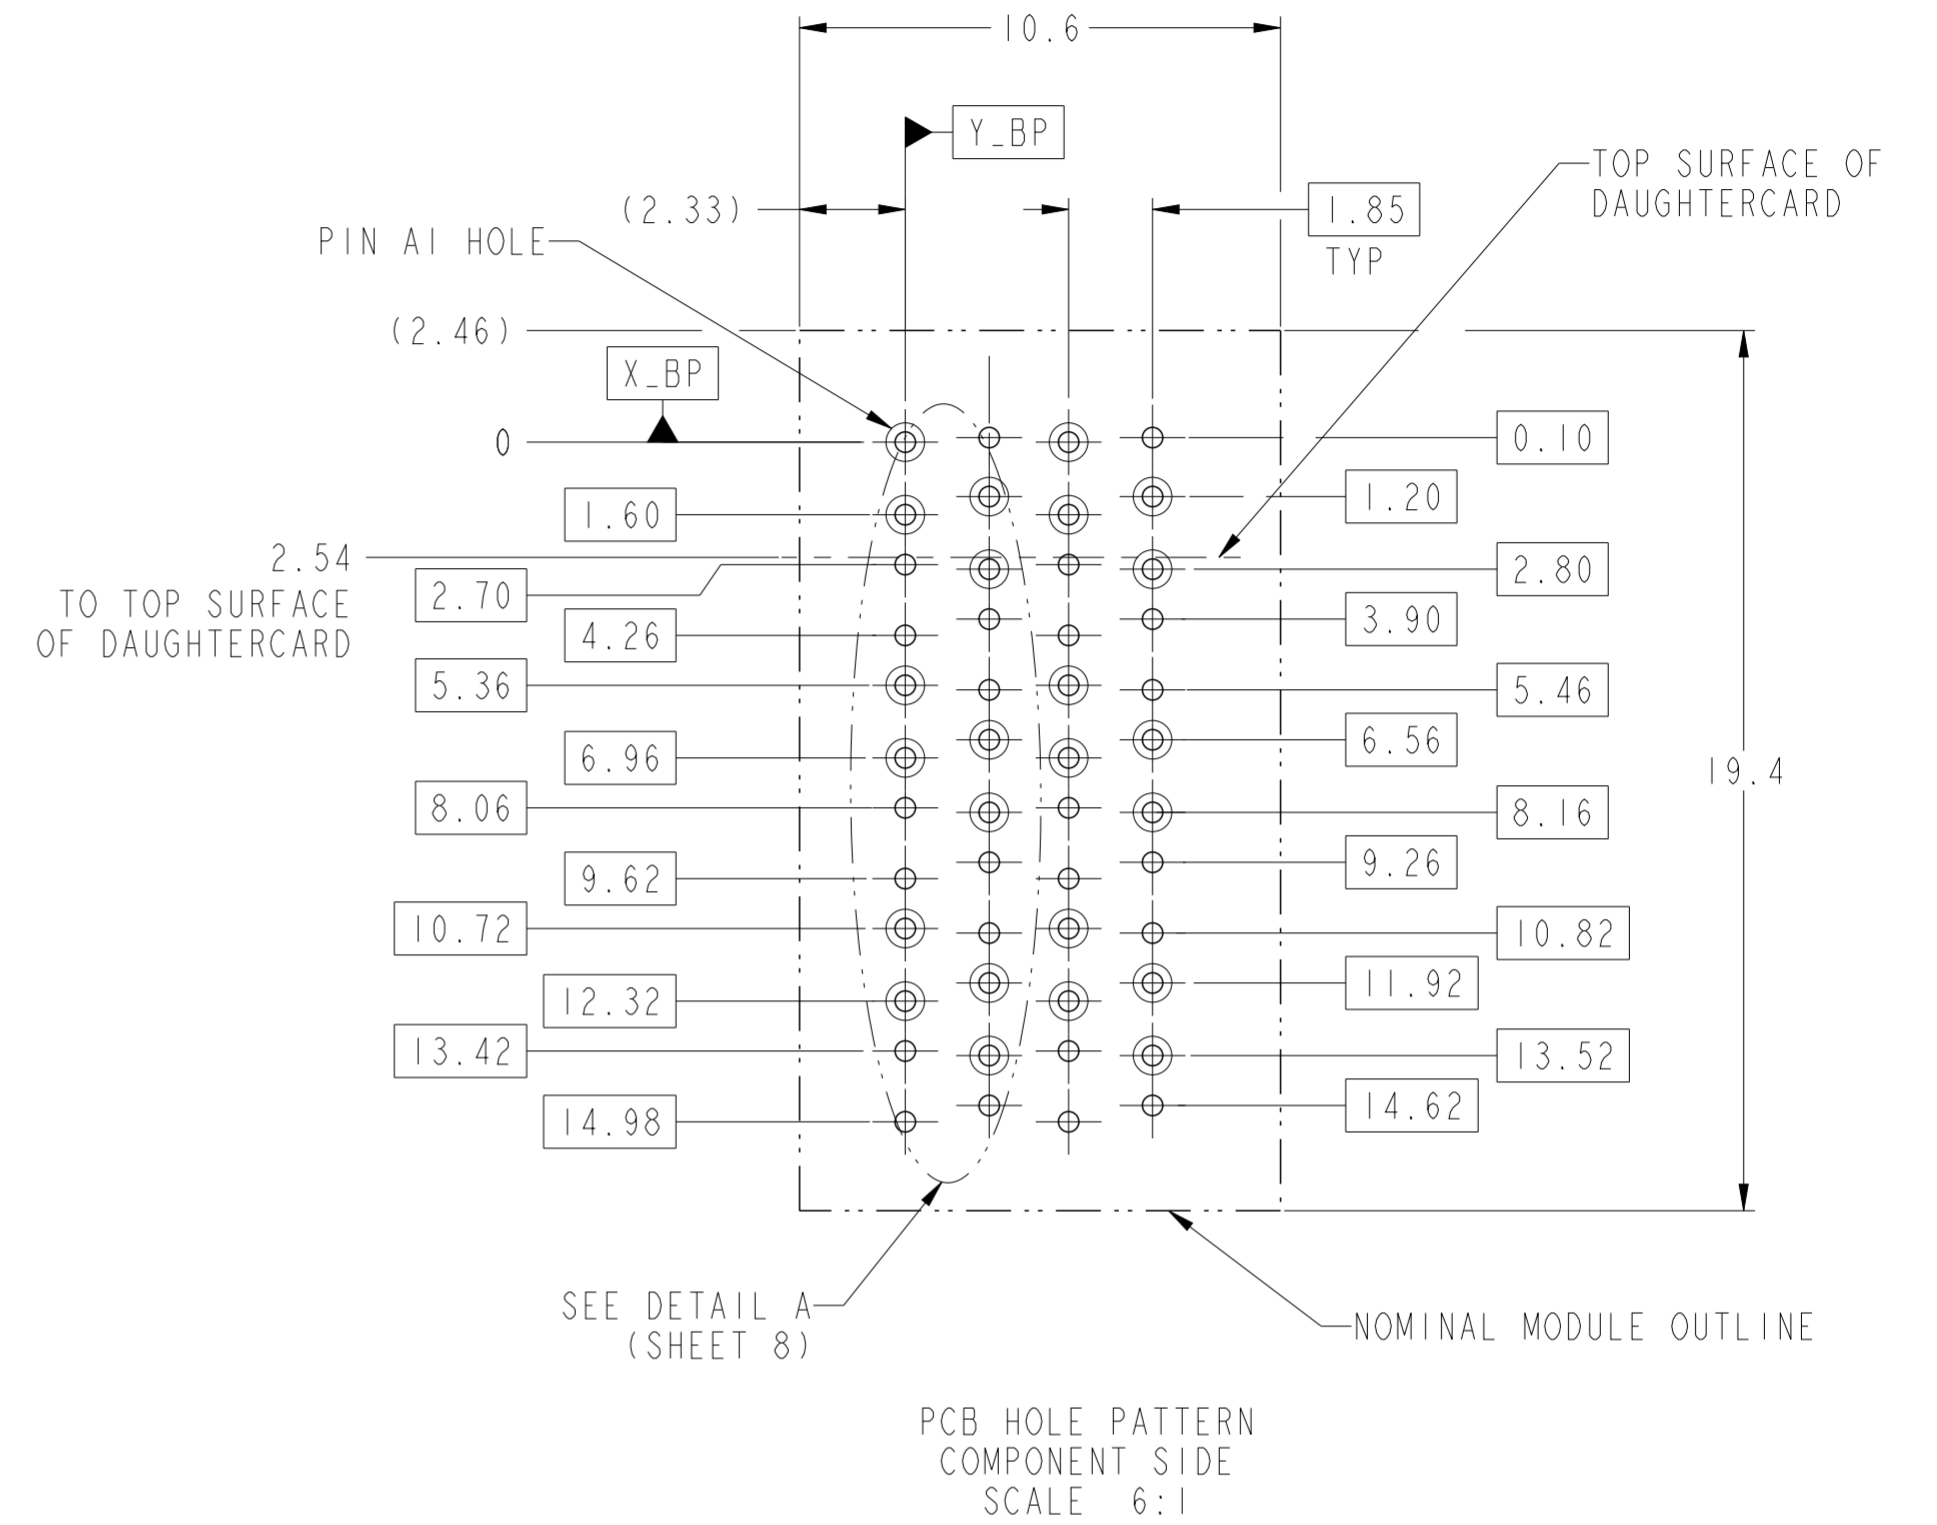 10.6
Y_BP
(2.33)
1.85
TYP
TOP SURFACE OF
DAUGHTERCARD
PIN A1 HOLE
(2.46)
X_BP
0
0.10
1.60
1.20
2.54
TO TOP SURFACE
OF DAUGHTERCARD
2.70
2.80
4.26
3.90
5.36
5.46
6.96
6.56
19.4
8.06
8.16
9.62
9.26
10.72
10.82
12.32
11.92
13.42
13.52
14.98
14.62
SEE DETAIL A
(SHEET 8)
NOMINAL MODULE OUTLINE
PCB HOLE PATTERN
COMPONENT SIDE
SCALE 6:1